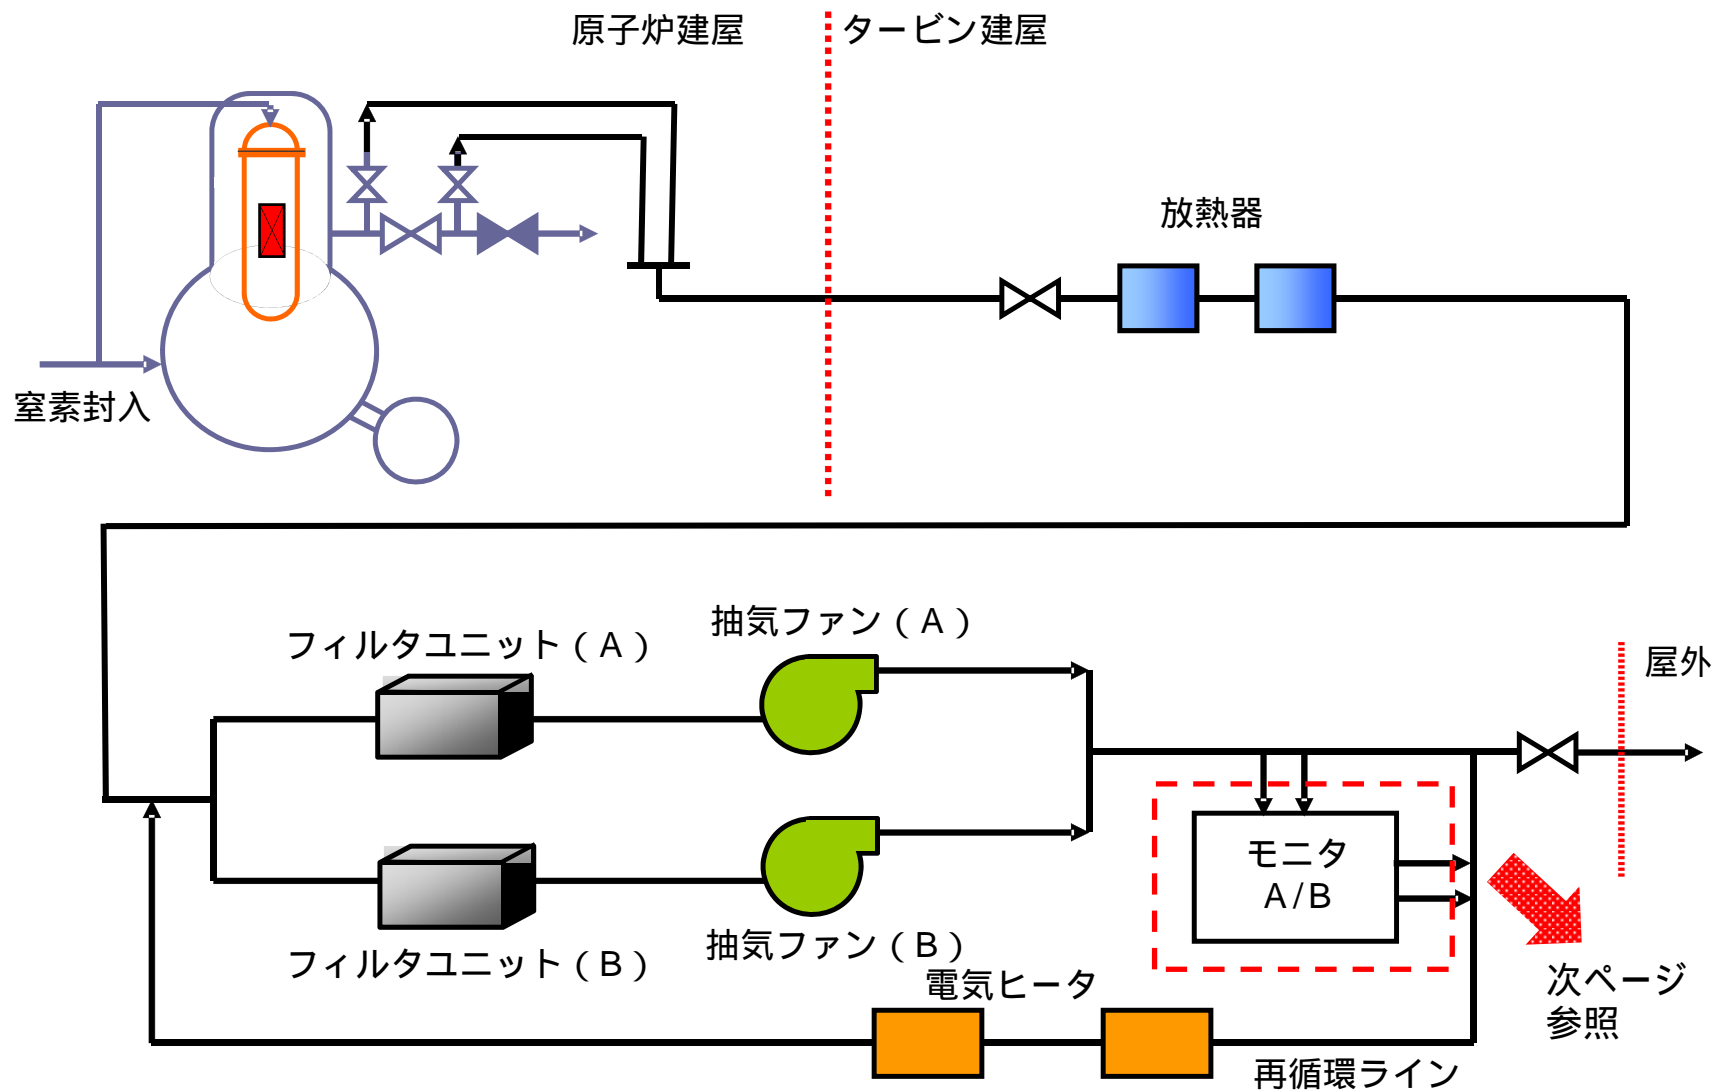 原子炉建屋
タービン建屋
放熱器
窒素封入
抽気ファン(A)
フィルタユニット(A)
屋外
モニタ
A/B
抽気ファン(B)
フィルタユニット(B)
電気ヒータ
次ページ
参照
再循環ライン